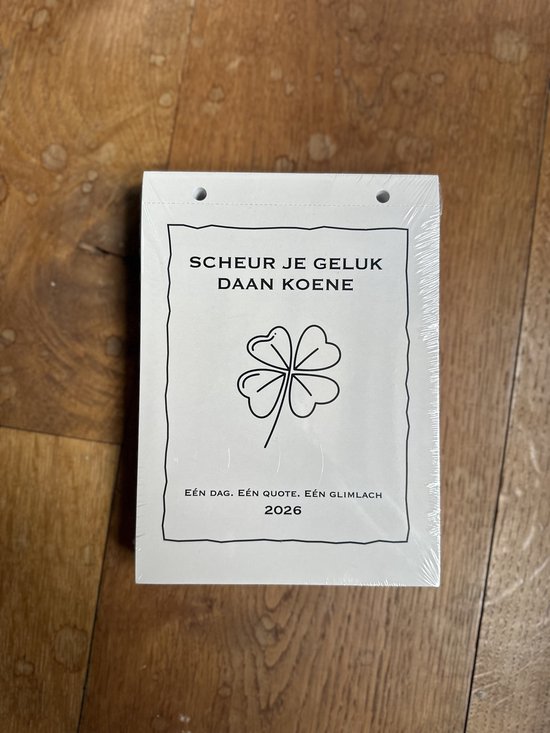 SCHEUR JE GELUK
DAAN KOENE
EÉN DAG. EÉN QUOTE. EÉN GLIMLACH
2026